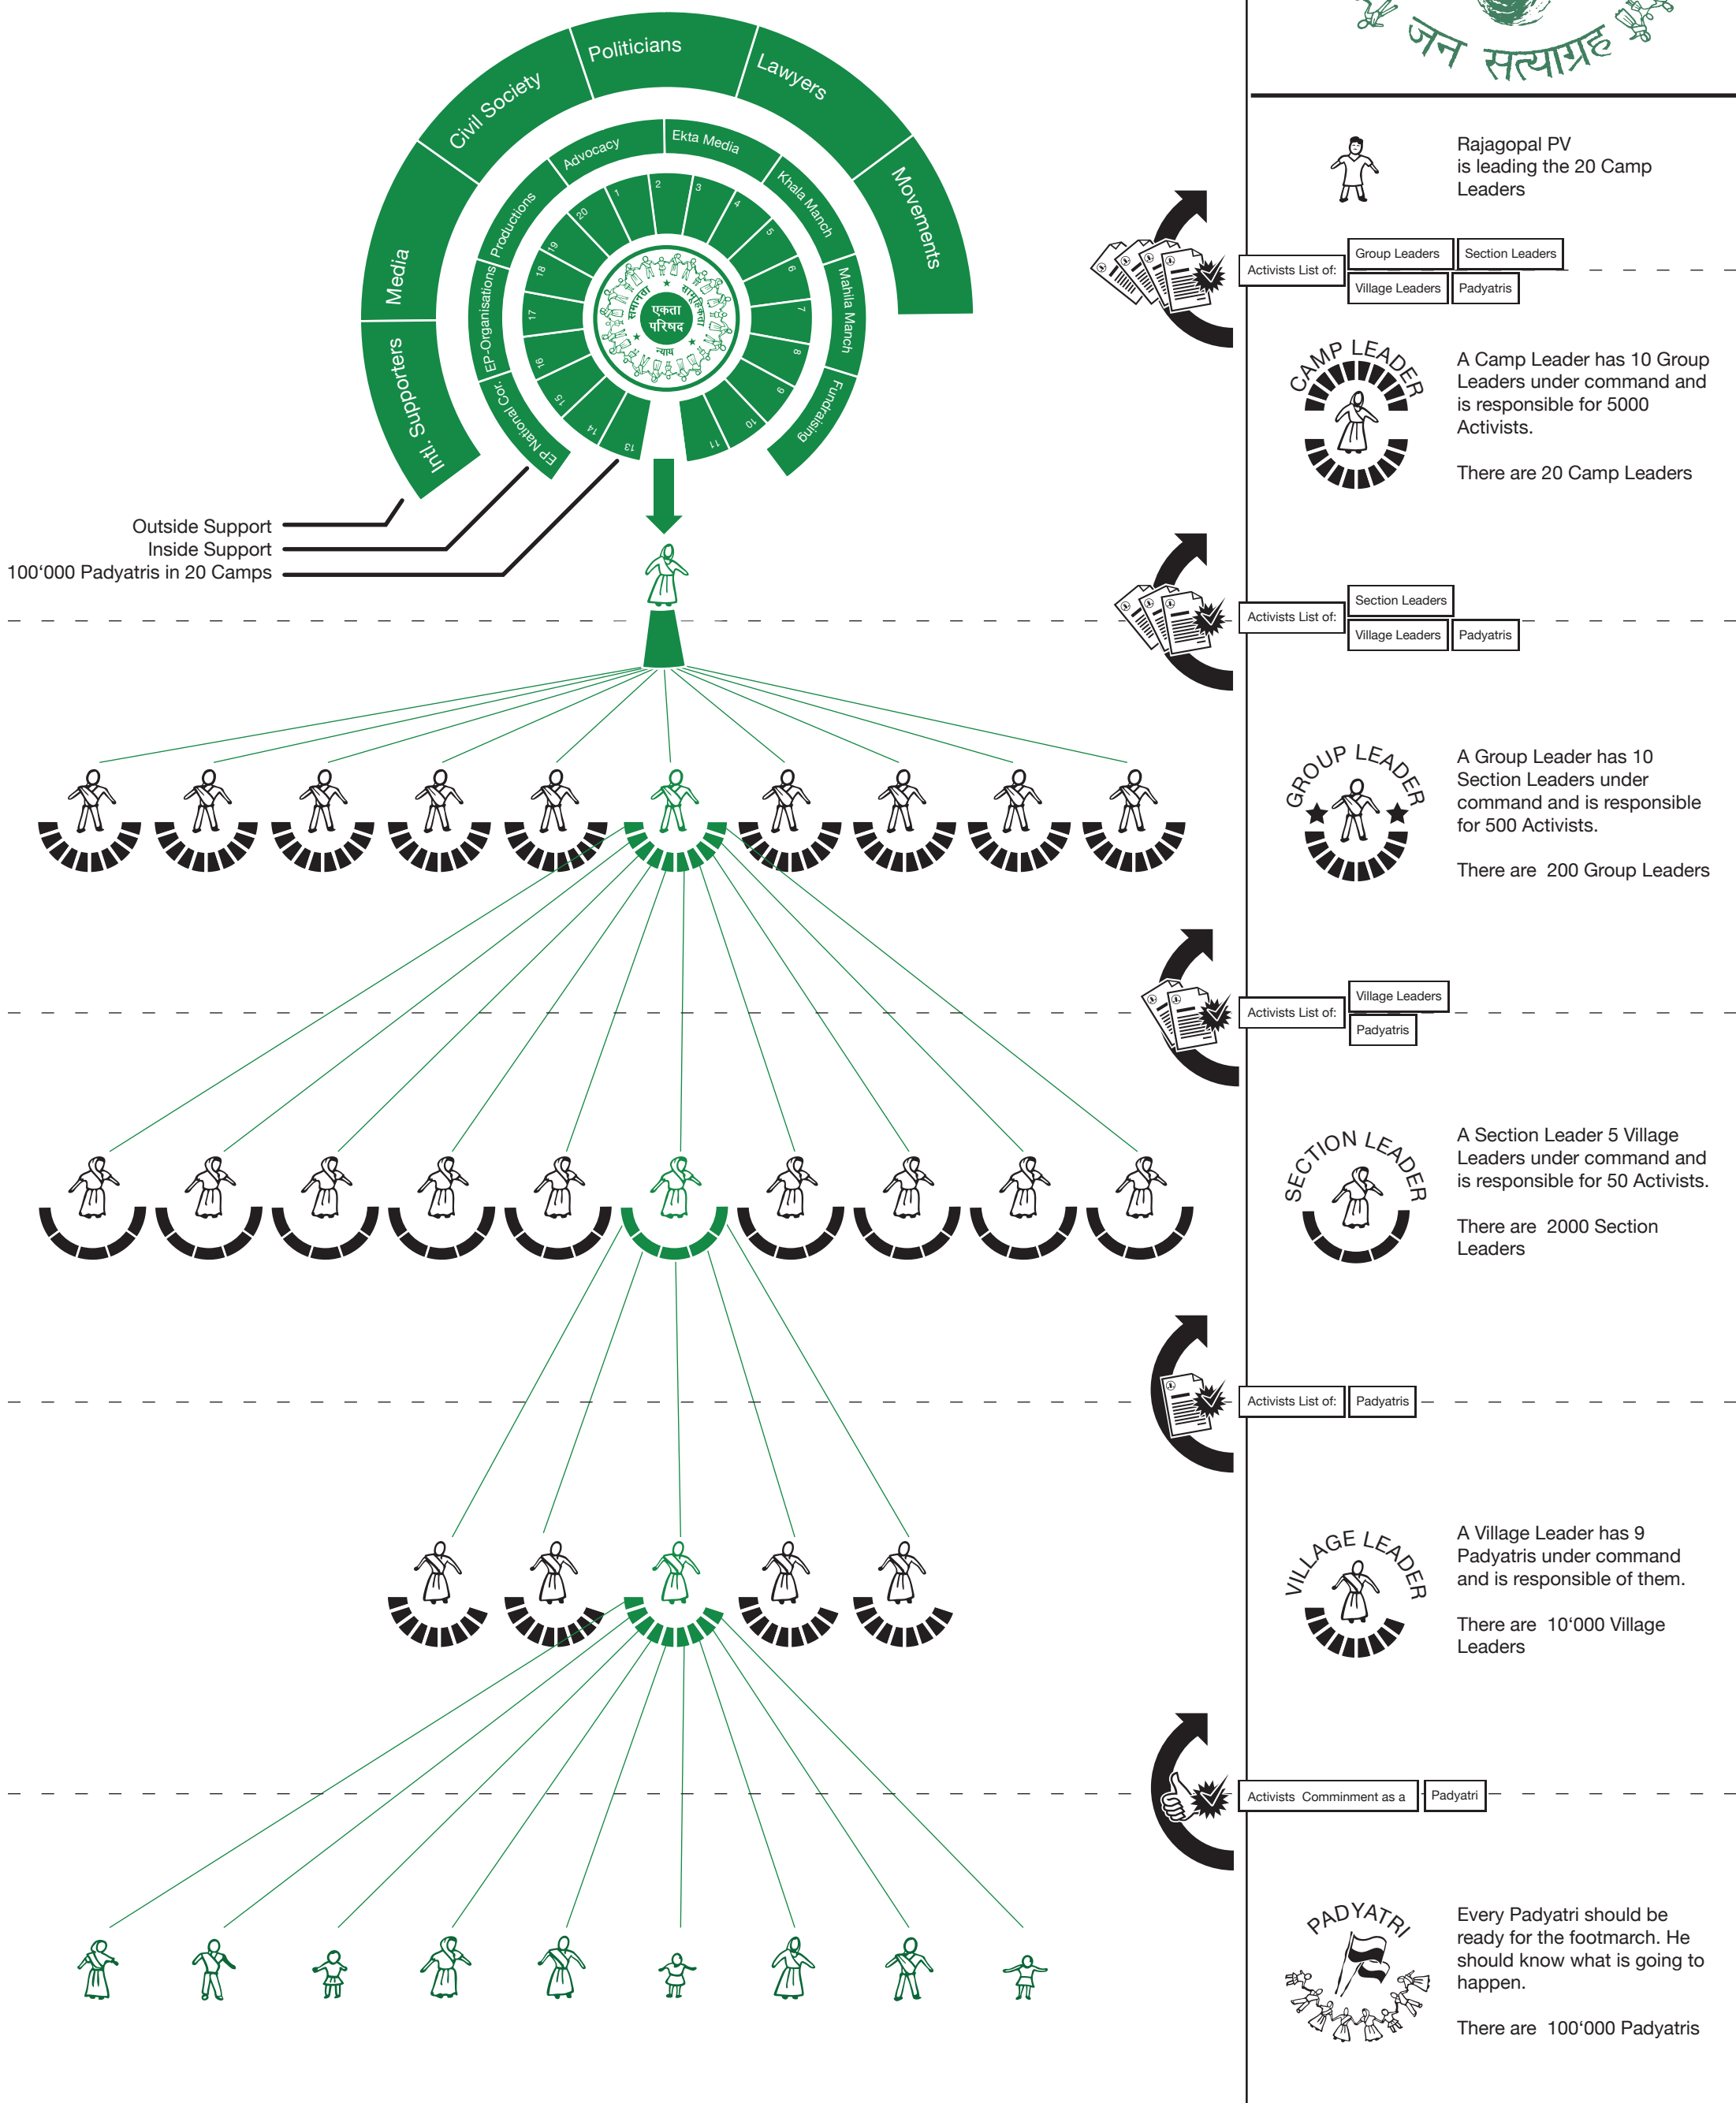 जन सत्याग्रह
Politicians
Civil Society
Lawyers
Media
Movements
Intl. Supporters
Advocacy
Ekta Media
Productions
Khala Manch
EP-Organisations
Mahila Manch
EP National Cor.
Fundraising
1
2
3
4
5
6
7
8
9
10
11
13
14
15
16
17
18
19
20
समानता
सामूहिकता
न्याय
एकता
परिषद
Outside Support
Inside Support
100‘000 Padyatris in 20 Camps
Rajagopal PV
is leading the 20 Camp
Leaders
Activists List of:
Group Leaders
Section Leaders
Village Leaders
Padyatris
CAMP LEADER
A Camp Leader has 10 Group
Leaders under command and
is responsible for 5000
Activists.
There are 20 Camp Leaders
Activists List of:
Section Leaders
Village Leaders
Padyatris
GROUP LEADER
A Group Leader has 10
Section Leaders under
command and is responsible
for 500 Activists.
There are 200 Group Leaders
Activists List of:
Village Leaders
Padyatris
SECTION LEADER
A Section Leader 5 Village
Leaders under command and
is responsible for 50 Activists.
There are 2000 Section
Leaders
Activists List of:
Padyatris
VILLAGE LEADER
A Village Leader has 9
Padyatris under command
and is responsible of them.
There are 10‘000 Village
Leaders
Activists Comminment as a
Padyatri
PADYATRI
Every Padyatri should be
ready for the footmarch. He
should know what is going to
happen.
There are 100‘000 Padyatris